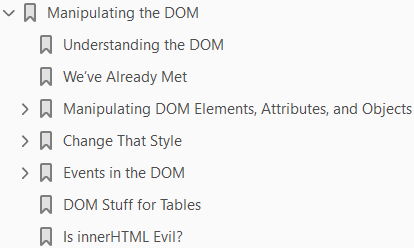 Manipulating the DOM
Understanding the DOM
We’ve Already Met
Manipulating DOM Elements, Attributes, and Objects
Change That Style
Events in the DOM
DOM Stuff for Tables
Is innerHTML Evil?